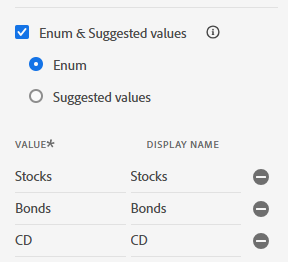 Enum & Suggested values
Enum
Suggested values
VALUE* DISPLAY NAME
Stocks Stocks
Bonds Bonds
CD CD